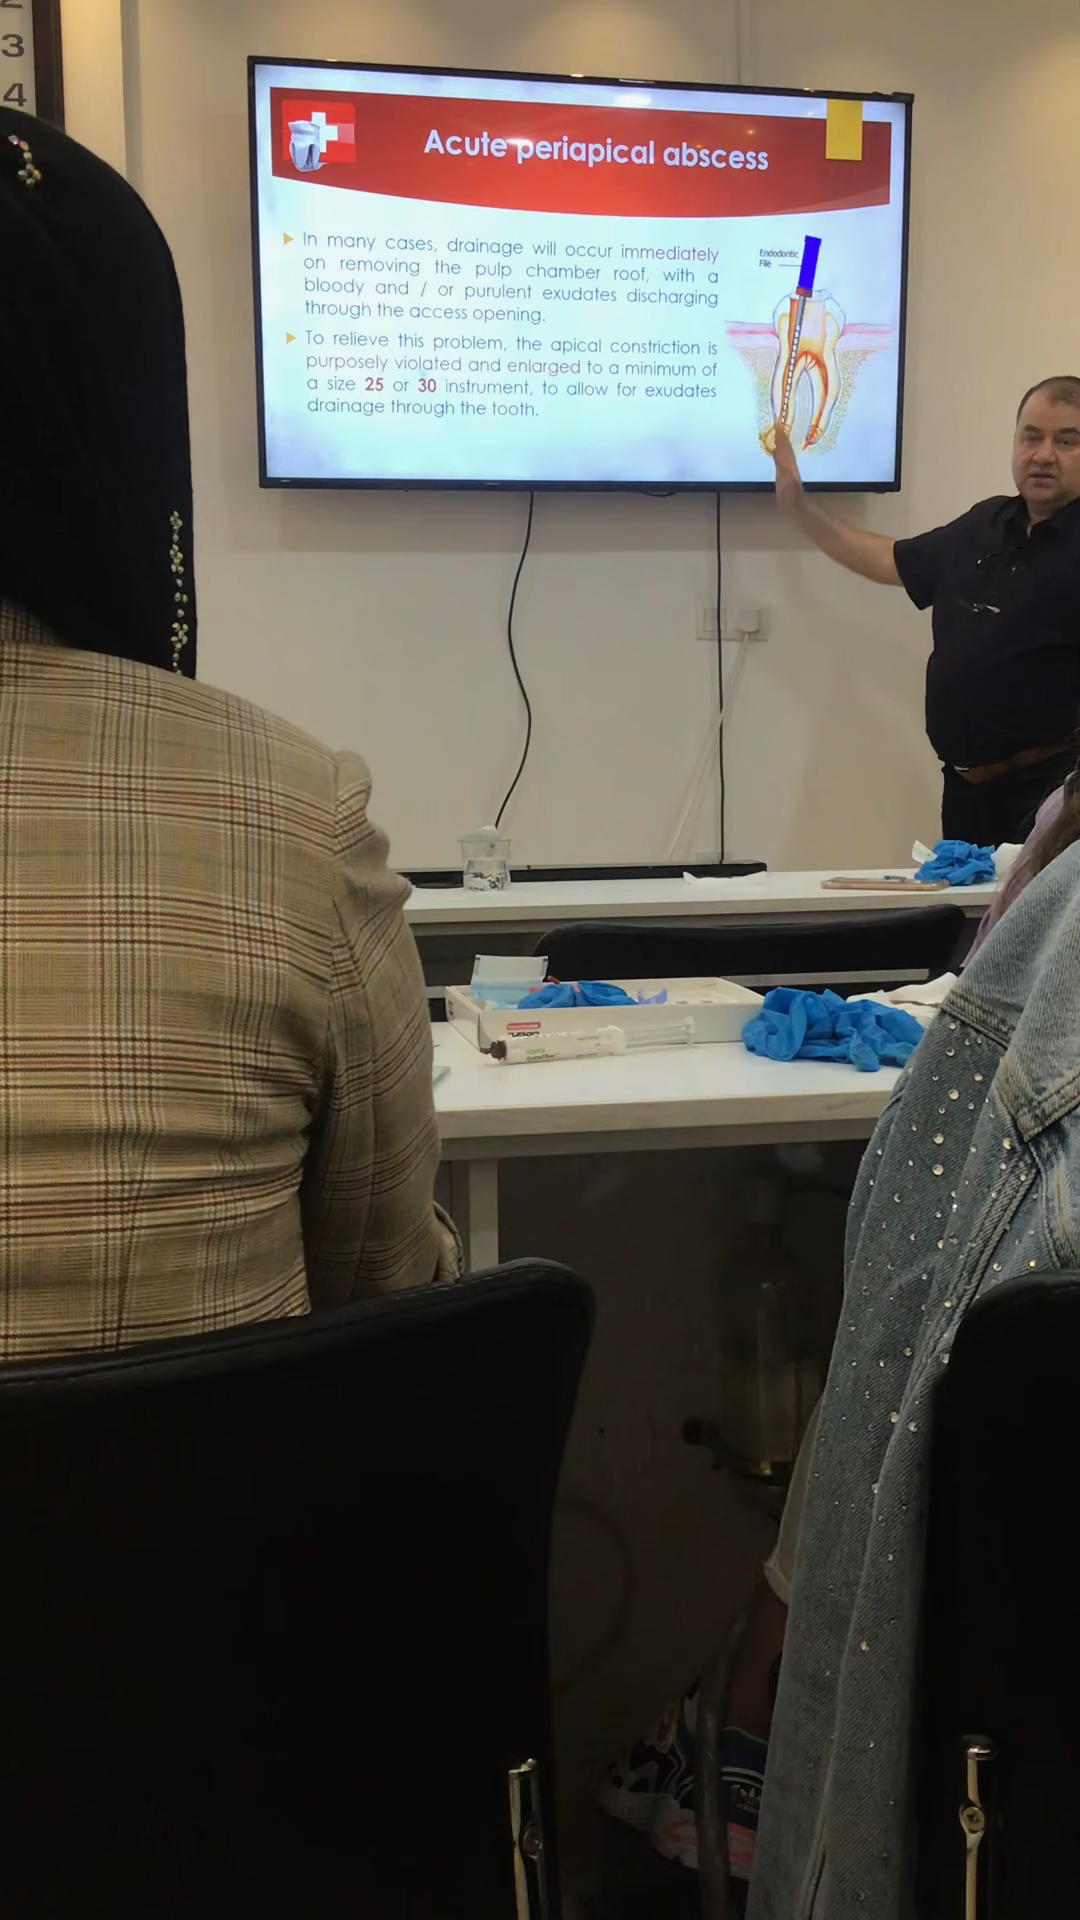 3
4
Acute periapical abscess
In many cases, drainage will occur immediately
on removing the pulp chamber roof, with a
bloody and / or purulent exudates discharging
through the access opening.
To relieve this problem, the apical constriction is
purposely violated and enlarged to a minimum of
a size 25 or 30 instrument, to allow for exudates
drainage through the tooth.
Endodontic
File